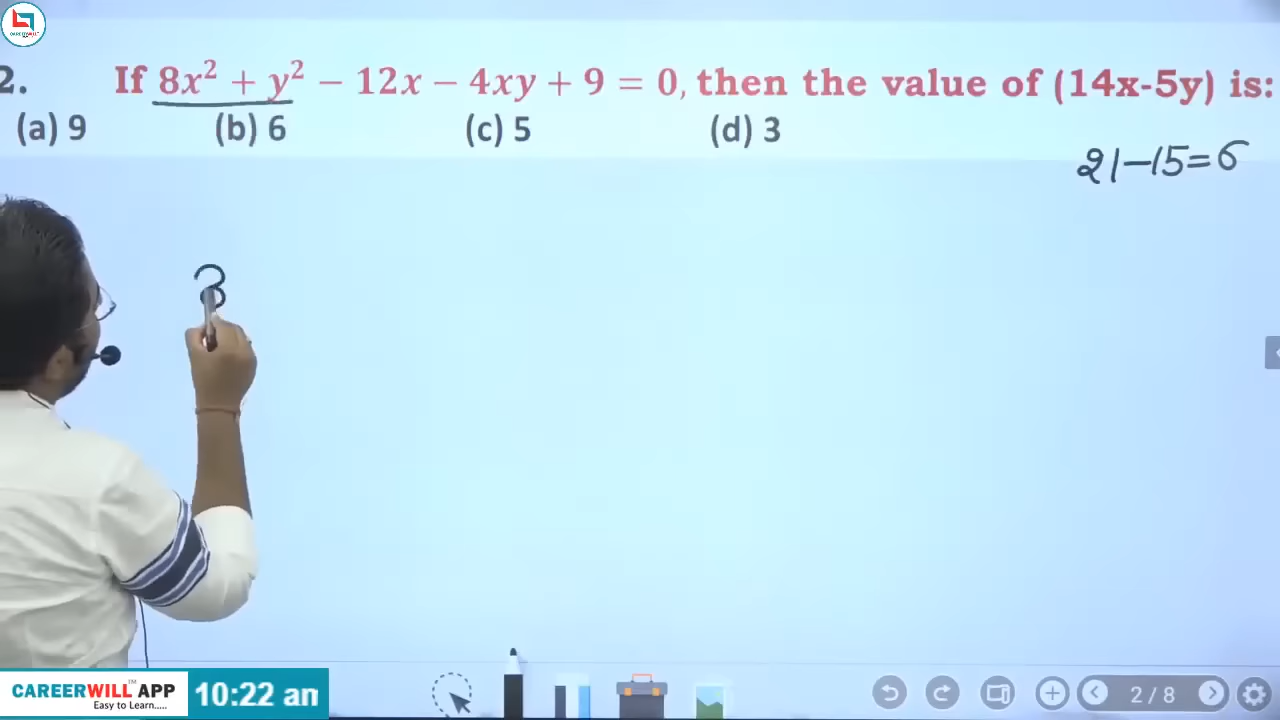 CAREERWILL
2. If 8x² + y² − 12x − 4xy + 9 = 0, then the value of (14x-5y) is:
(a) 9 (b) 6 (c) 5 (d) 3
21−15=6
CAREERWILL™ APP
Easy to Learn.....
10:22 an
2 / 8